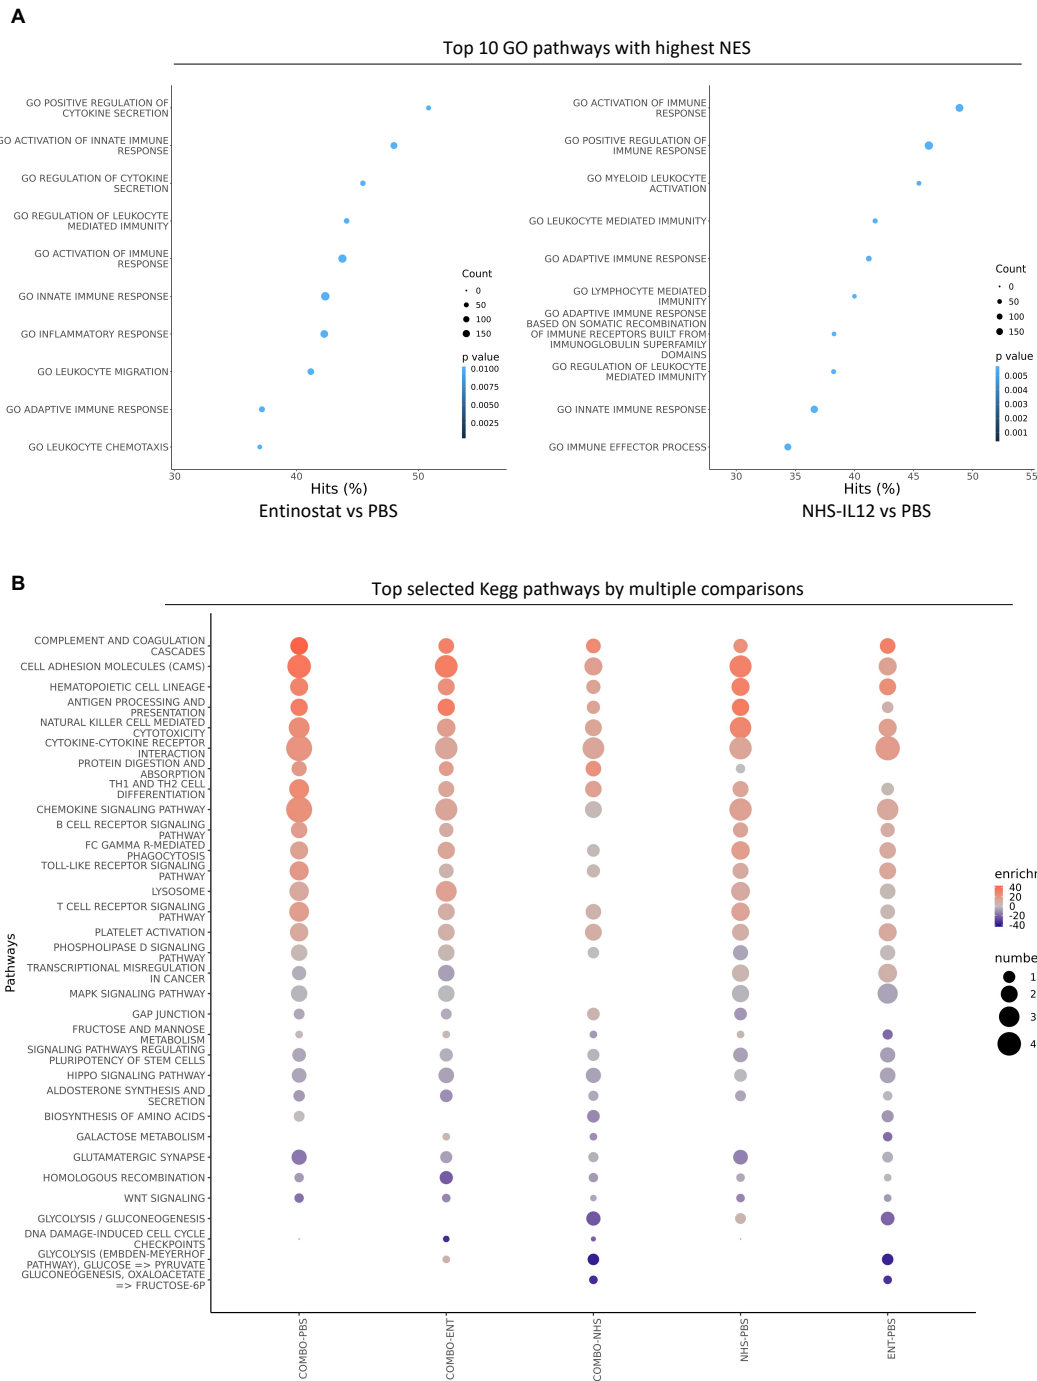 A
Top 10 GO pathways with highest NES
GO POSITIVE REGULATION OF
CYTOKINE SECRETION
GO ACTIVATION OF INNATE IMMUNE
RESPONSE
GO REGULATION OF CYTOKINE
SECRETION
GO REGULATION OF LEUKOCYTE
MEDIATED IMMUNITY
GO ACTIVATION OF IMMUNE
RESPONSE
GO INNATE IMMUNE RESPONSE
GO INFLAMMATORY RESPONSE
GO LEUKOCYTE MIGRATION
GO ADAPTIVE IMMUNE RESPONSE
GO LEUKOCYTE CHEMOTAXIS
30 40 50
Hits (%)
Entinostat vs PBS
Count
0
50
100
150
p value
0.0100
0.0075
0.0050
0.0025
GO ACTIVATION OF IMMUNE
RESPONSE
GO POSITIVE REGULATION OF
IMMUNE RESPONSE
GO MYELOID LEUKOCYTE
ACTIVATION
GO LEUKOCYTE MEDIATED IMMUNITY
GO ADAPTIVE IMMUNE RESPONSE
GO LYMPHOCYTE MEDIATED
IMMUNITY
GO ADAPTIVE IMMUNE RESPONSE
BASED ON SOMATIC RECOMBINATION
OF IMMUNE RECEPTORS BUILT FROM
IMMUNOGLOBULIN SUPERFAMILY
DOMAINS
GO REGULATION OF LEUKOCYTE
MEDIATED IMMUNITY
GO INNATE IMMUNE RESPONSE
GO IMMUNE EFFECTOR PROCESS
30 35 40 45 50 55
Hits (%)
NHS-IL12 vs PBS
Count
0
50
100
150
p value
0.005
0.004
0.003
0.002
0.001
B
Top selected Kegg pathways by multiple comparisons
Pathways
COMPLEMENT AND COAGULATION
CASCADES
CELL ADHESION MOLECULES (CAMS)
HEMATOPOIETIC CELL LINEAGE
ANTIGEN PROCESSING AND
PRESENTATION
NATURAL KILLER CELL MEDIATED
CYTOTOXICITY
CYTOKINE-CYTOKINE RECEPTOR
INTERACTION
PROTEIN DIGESTION AND
ABSORPTION
TH1 AND TH2 CELL
DIFFERENTIATION
CHEMOKINE SIGNALING PATHWAY
B CELL RECEPTOR SIGNALING
PATHWAY
FC GAMMA R-MEDIATED
PHAGOCYTOSIS
TOLL-LIKE RECEPTOR SIGNALING
PATHWAY
LYSOSOME
T CELL RECEPTOR SIGNALING
PATHWAY
PLATELET ACTIVATION
PHOSPHOLIPASE D SIGNALING
PATHWAY
TRANSCRIPTIONAL MISREGULATION
IN CANCER
MAPK SIGNALING PATHWAY
GAP JUNCTION
FRUCTOSE AND MANNOSE
METABOLISM
SIGNALING PATHWAYS REGULATING
PLURIPOTENCY OF STEM CELLS
HIPPO SIGNALING PATHWAY
ALDOSTERONE SYNTHESIS AND
SECRETION
BIOSYNTHESIS OF AMINO ACIDS
GALACTOSE METABOLISM
GLUTAMATERGIC SYNAPSE
HOMOLOGOUS RECOMBINATION
WNT SIGNALING
GLYCOLYSIS / GLUCONEOGENESIS
DNA DAMAGE-INDUCED CELL CYCLE
CHECKPOINTS
GLYCOLYSIS (EMBDEN-MEYERHOF
PATHWAY), GLUCOSE => PYRUVATE
GLUCONEOGENESIS, OXALOACETATE
=> FRUCTOSE-6P
COMBO-PBS
COMBO-ENT
COMBO-NHS
NHS-PBS
ENT-PBS
enrichr
40
20
0
-20
-40
numbe
1
2
3
4